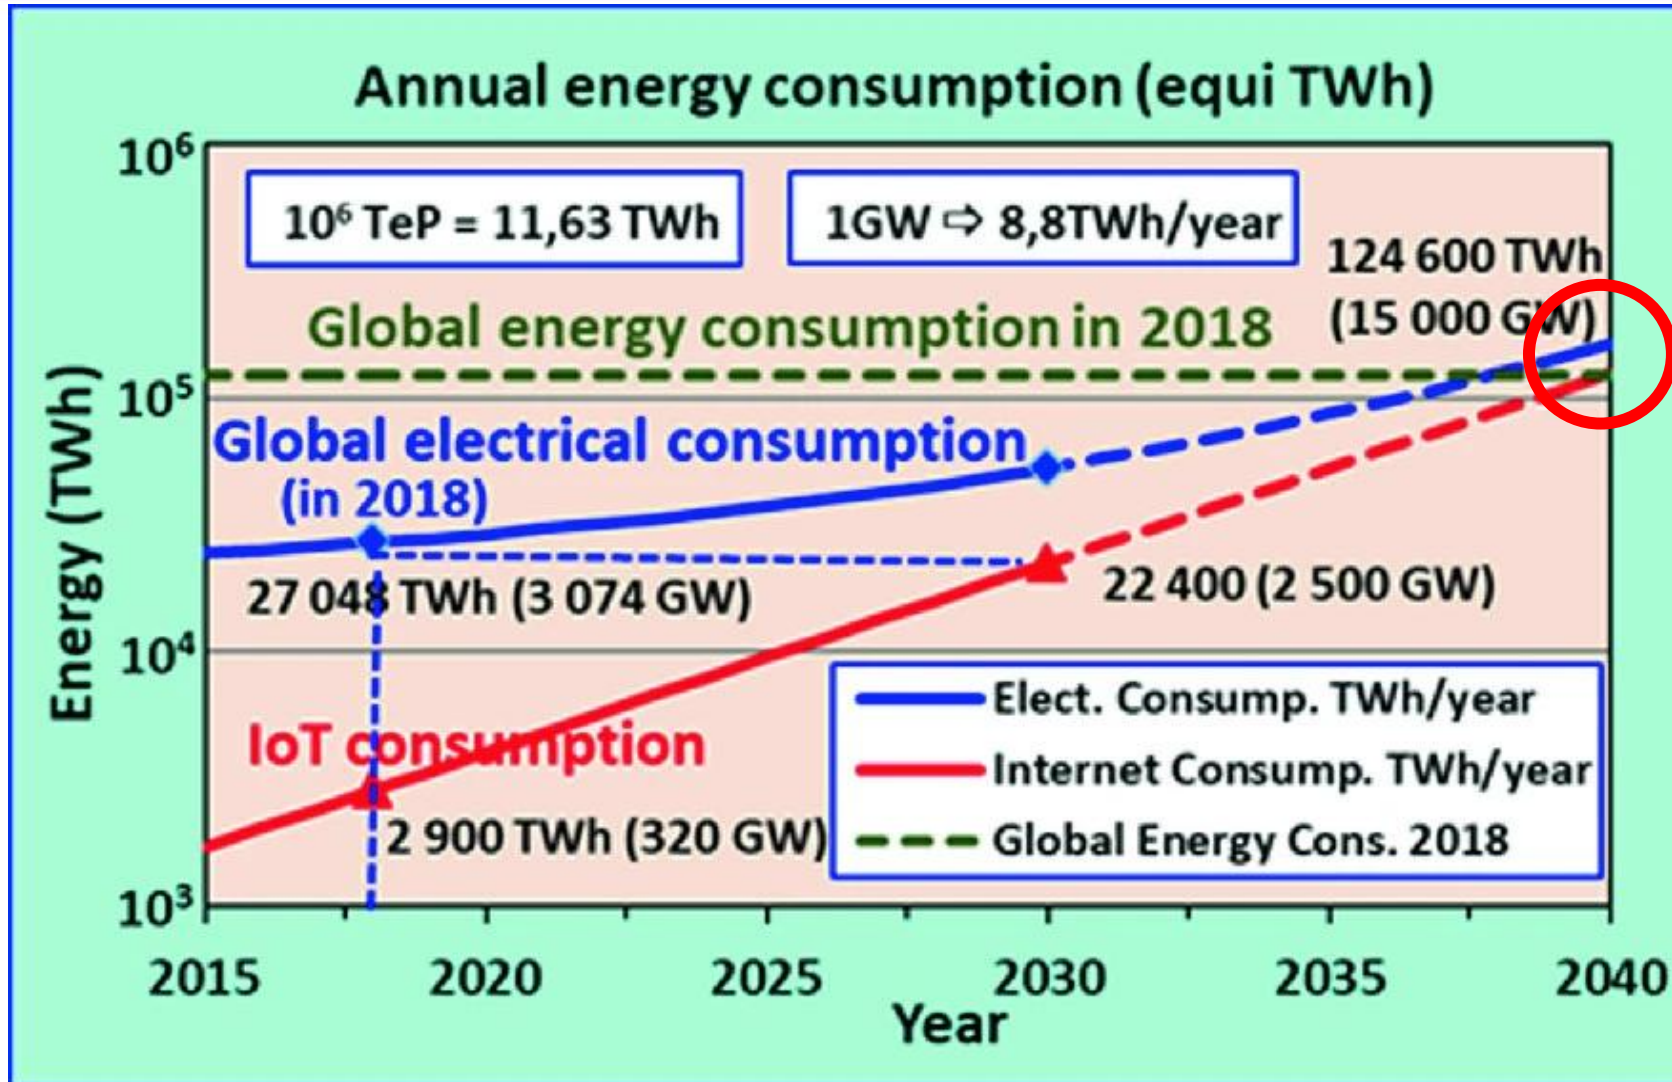 Annual energy consumption (equi TWh)
10⁶
10⁶ TeP = 11,63 TWh
1GW ⇨ 8,8TWh/year
124 600 TWh
(15 000 GW)
Global energy consumption in 2018
10⁵
Global electrical consumption
(in 2018)
27 048 TWh (3 074 GW)
22 400 (2 500 GW)
10⁴
Energy (TWh)
IoT consumption
2 900 TWh (320 GW)
Elect. Consump. TWh/year
Internet Consump. TWh/year
Global Energy Cons. 2018
10³
2015 2020 2025 2030 2035 2040
Year